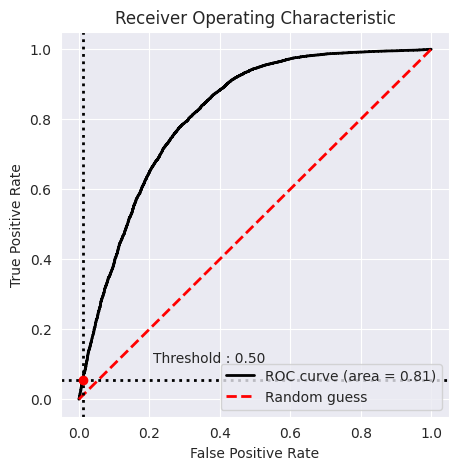 Receiver Operating Characteristic
True Positive Rate
1.0
0.8
0.6
0.4
0.2
0.0
Threshold : 0.50
ROC curve (area = 0.81)
Random guess
0.0 0.2 0.4 0.6 0.8 1.0
False Positive Rate